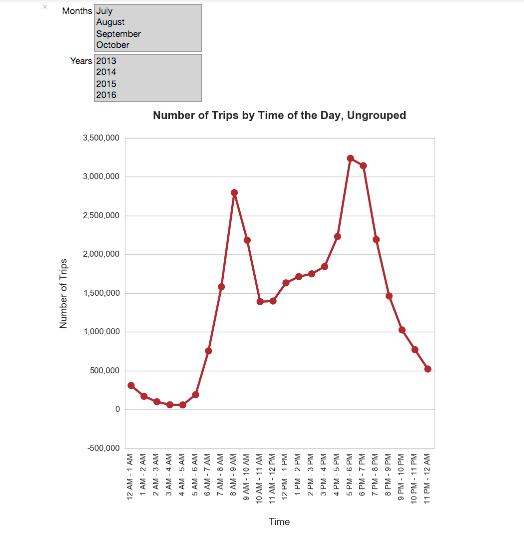 ×
Months
July
August
September
October
Years
2013
2014
2015
2016
Number of Trips by Time of the Day, Ungrouped
Number of Trips
3,500,000
3,000,000
2,500,000
2,000,000
1,500,000
1,000,000
500,000
0
-500,000
12 AM - 1 AM
1 AM - 2 AM
2 AM - 3 AM
3 AM - 4 AM
4 AM - 5 AM
5 AM - 6 AM
6 AM - 7 AM
7 AM - 8 AM
8 AM - 9 AM
9 AM - 10 AM
10 AM - 11 AM
11 AM - 12 PM
12 PM - 1 PM
1 PM - 2 PM
2 PM - 3 PM
3 PM - 4 PM
4 PM - 5 PM
5 PM - 6 PM
6 PM - 7 PM
7 PM - 8 PM
8 PM - 9 PM
9 PM - 10 PM
10 PM - 11 PM
11 PM - 12 AM
Time